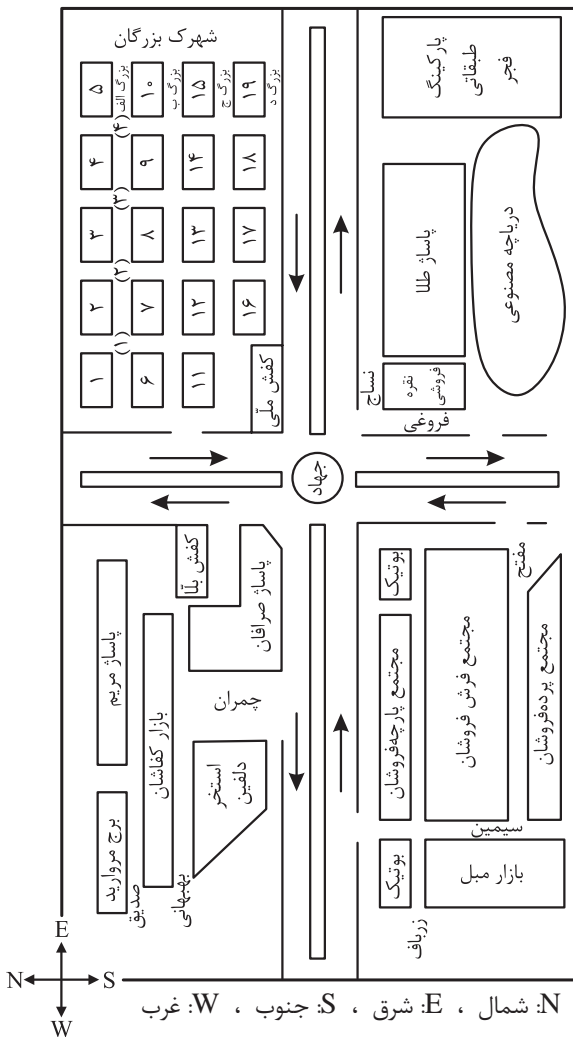 شهرک بزرگان
۵
۱۰
۱۵
۱۹
بزرگ الف
بزرگ ب
بزرگ ج
بزرگ د
(۴)
۴
۹
۱۴
۱۸
(۳)
۳
۸
۱۳
۱۷
(۲)
۲
۷
۱۲
۱۶
(۱)
۱
۶
۱۱
کفش ملّی
پارکینگ
طبقاتی
فجر
دریاچه مصنوعی
پاساژ طلا
نساج
نقره
فروشی
فروغی
جهاد
کفش بلّا
پاساژ صرافان
پاساژ مریم
بازار کفاشان
چمران
استخر
دلفین
برج مروارید
صدیق
بهبهانی
بوتیک
مفتح
مجتمع پارچه‌فروشان
مجتمع فرش فروشان
مجتمع پرده‌فروشان
سیمین
بوتیک
بازار مبل
زرباف
E
N
S
W
N: شمال ، E: شرق ، S: جنوب ، W: غرب